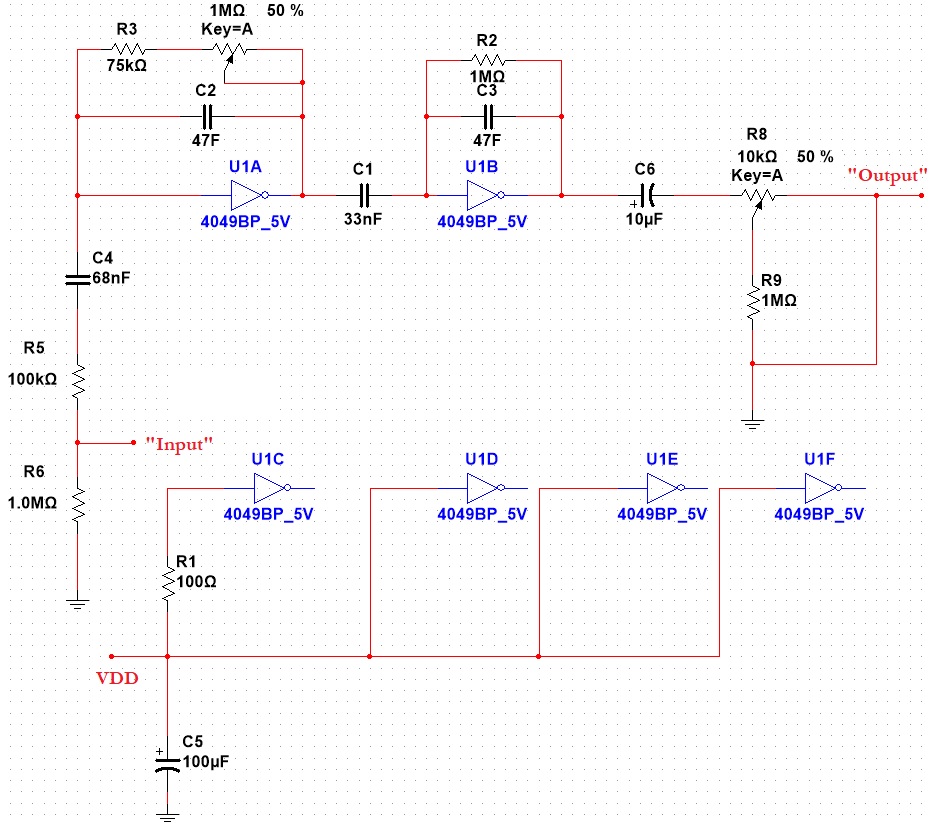 1MΩ 50 %
R3 Key=A
75kΩ
R2
1MΩ
C2
C3
47F
47F
U1A
C1
U1B
C6
4049BP_5V
33nF
4049BP_5V
+
10µF
R8
10kΩ 50 %
Key=A
"Output"
C4
68nF
R9
1MΩ
R5
100kΩ
"Input"
R6
1.0MΩ
U1C
U1D
U1E
U1F
4049BP_5V
4049BP_5V
4049BP_5V
4049BP_5V
R1
100Ω
VDD
+
C5
100µF